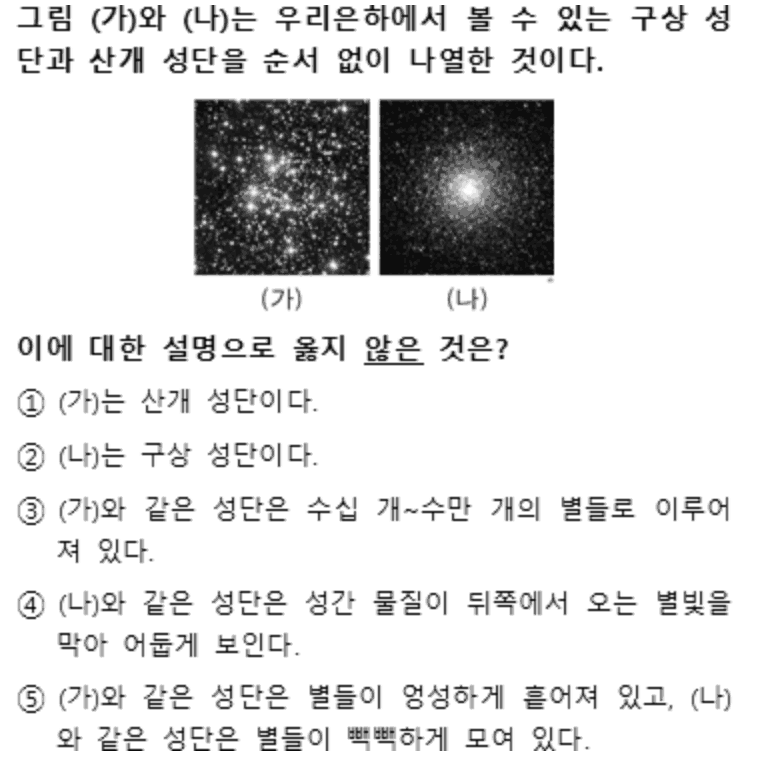 그림 (가)와 (나)는 우리은하에서 볼 수 있는 구상 성
단과 산개 성단을 순서 없이 나열한 것이다.
(가) (나)
이에 대한 설명으로 옳지 않은 것은?
① (가)는 산개 성단이다.
② (나)는 구상 성단이다.
③ (가)와 같은 성단은 수십 개~수만 개의 별들로 이루어
져 있다.
④ (나)와 같은 성단은 성간 물질이 뒤쪽에서 오는 별빛을
막아 어둡게 보인다.
⑤ (가)와 같은 성단은 별들이 엉성하게 흩어져 있고, (나)
와 같은 성단은 별들이 빽빽하게 모여 있다.